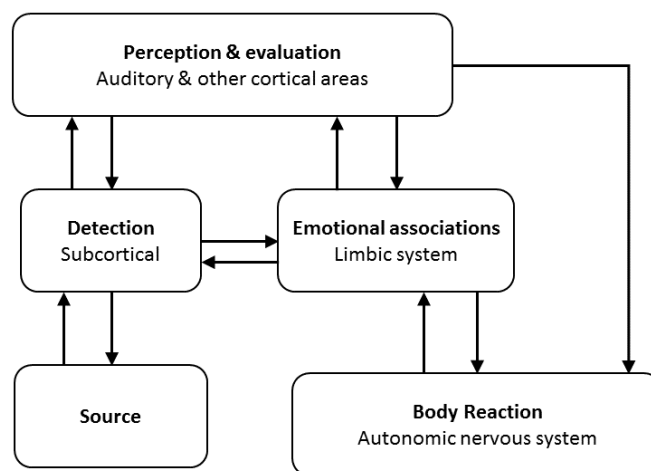 Perception & evaluation
Auditory & other cortical areas
Detection
Subcortical
Emotional associations
Limbic system
Source
Body Reaction
Autonomic nervous system